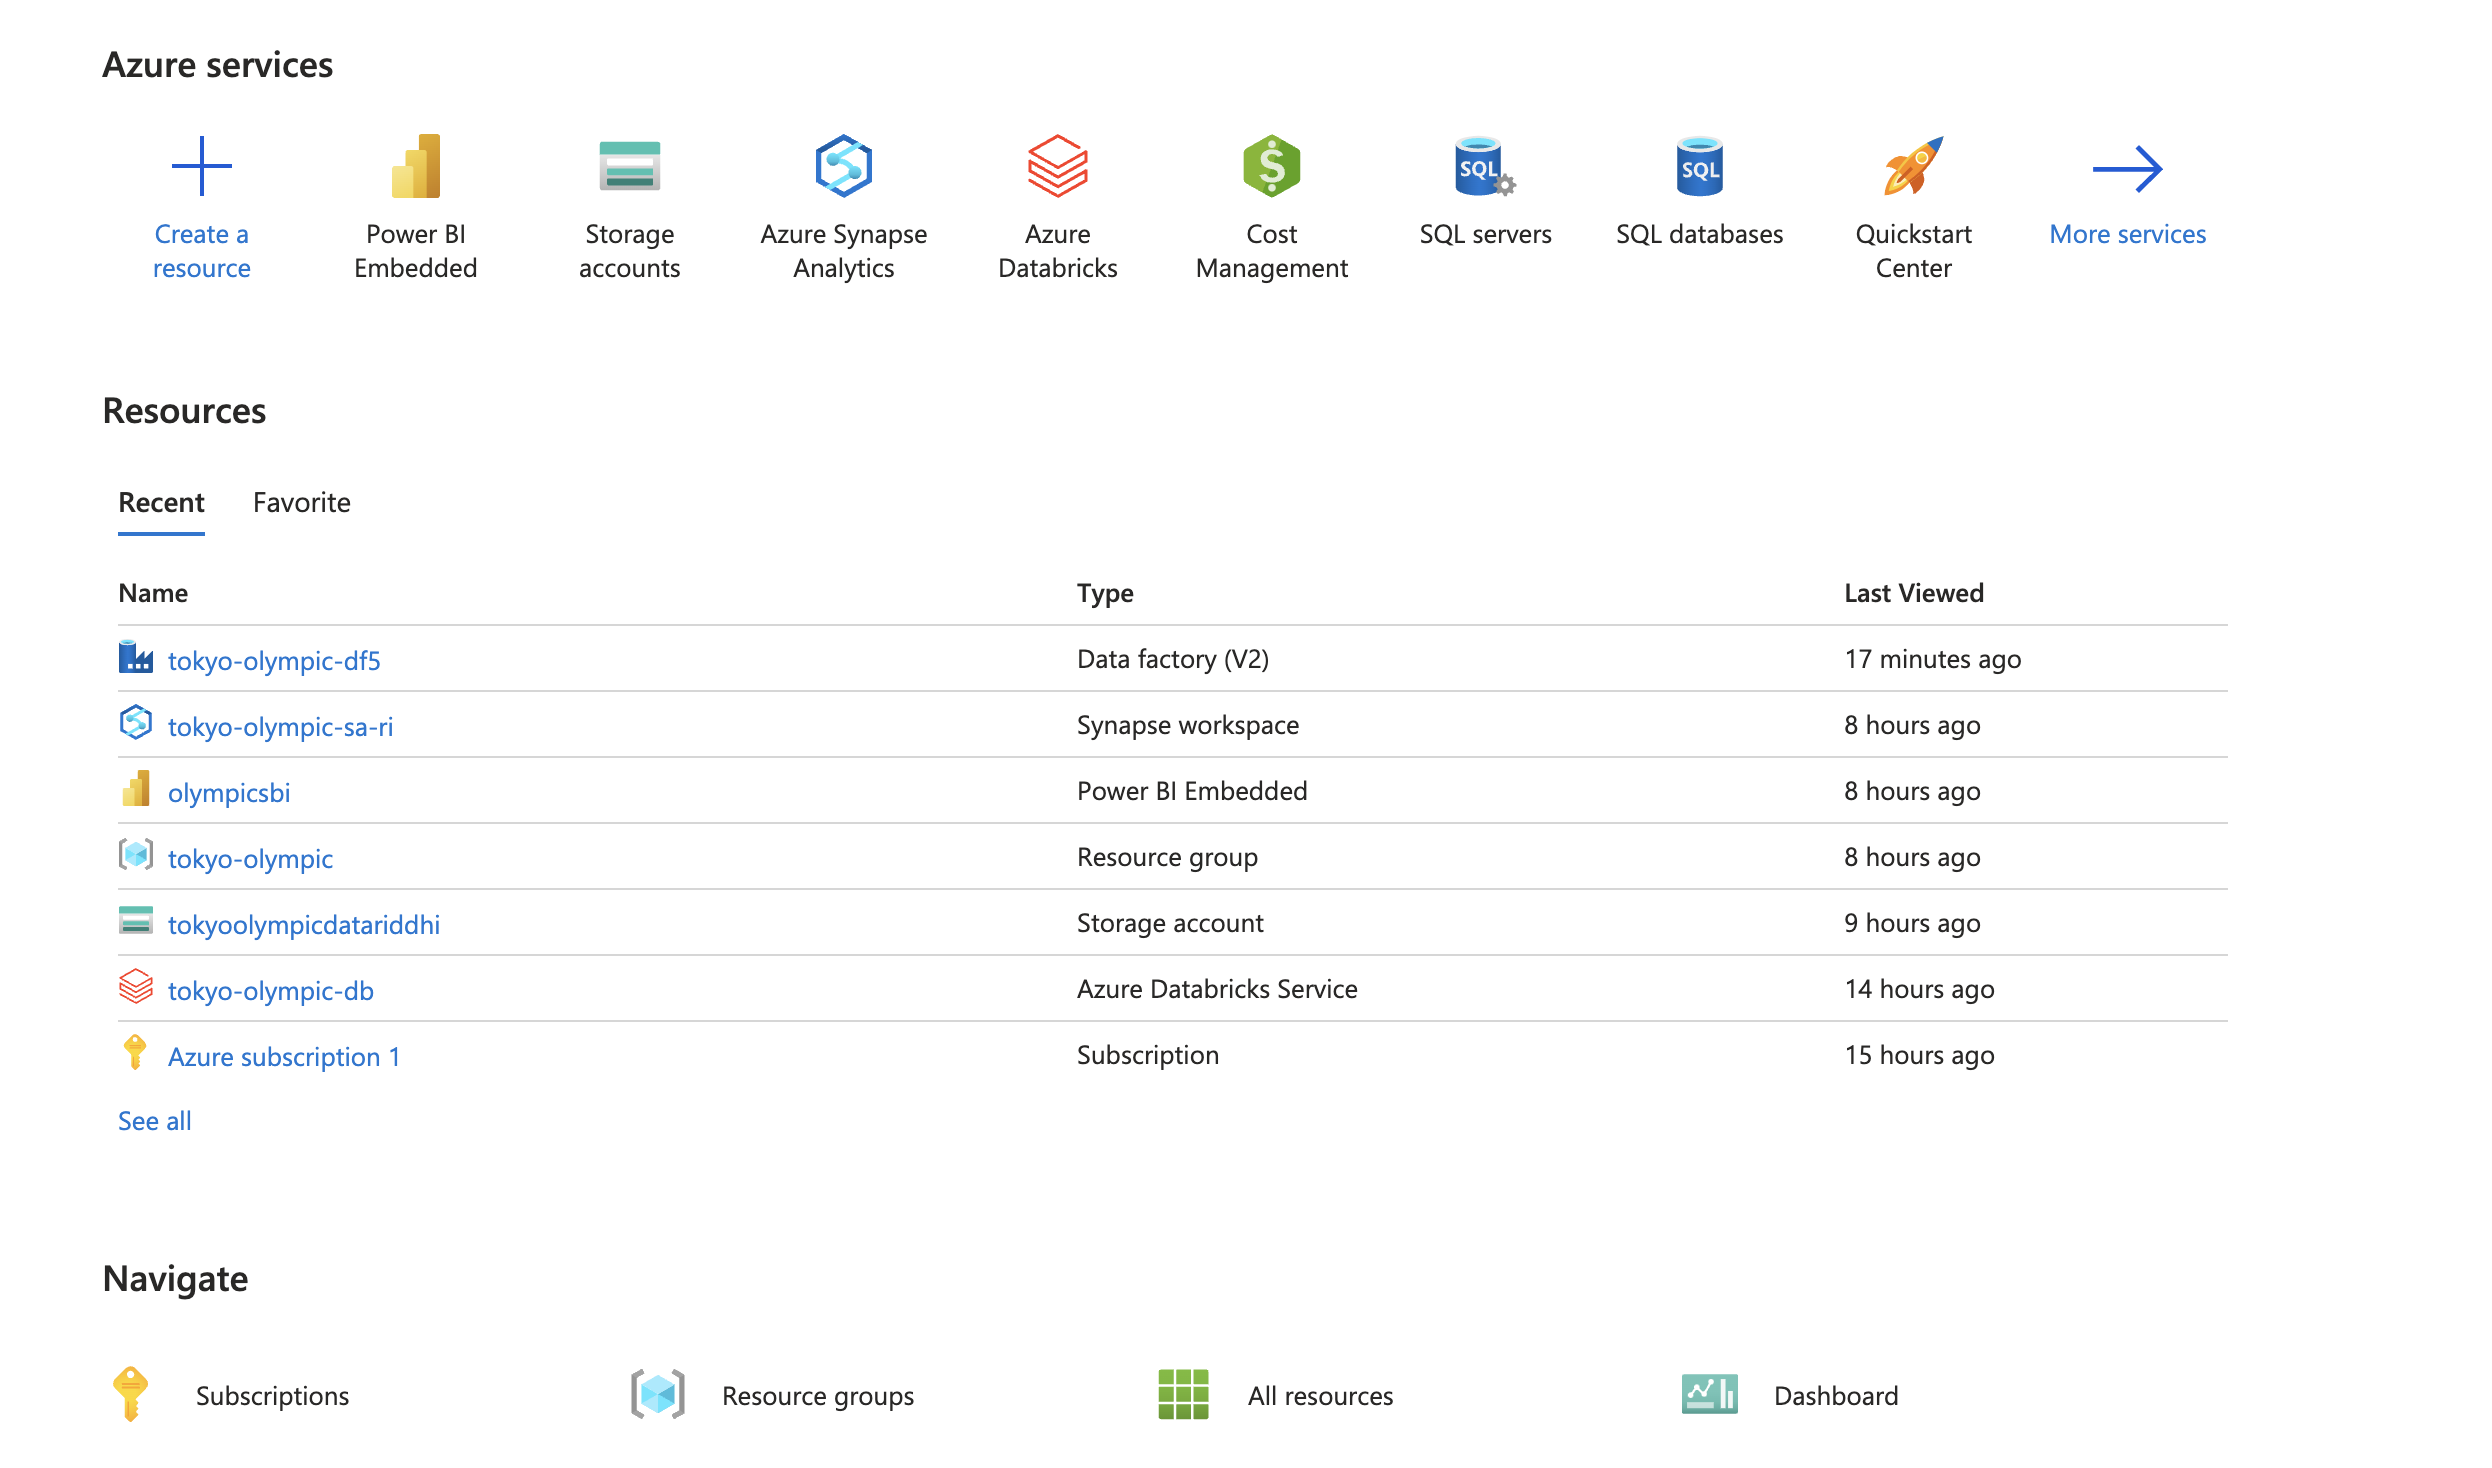 Azure services
Create a
resource
Power BI
Embedded
Storage
accounts
Azure Synapse
Analytics
Azure
Databricks
Cost
Management
SQL
SQL servers
SQL
SQL databases
Quickstart
Center
More services
Resources
Recent Favorite
Name Type Last Viewed
tokyo-olympic-df5 Data factory (V2) 17 minutes ago
tokyo-olympic-sa-ri Synapse workspace 8 hours ago
olympicsbi Power BI Embedded 8 hours ago
tokyo-olympic Resource group 8 hours ago
tokyoolympicdatariddhi Storage account 9 hours ago
tokyo-olympic-db Azure Databricks Service 14 hours ago
Azure subscription 1 Subscription 15 hours ago
See all
Navigate
Subscriptions Resource groups All resources Dashboard